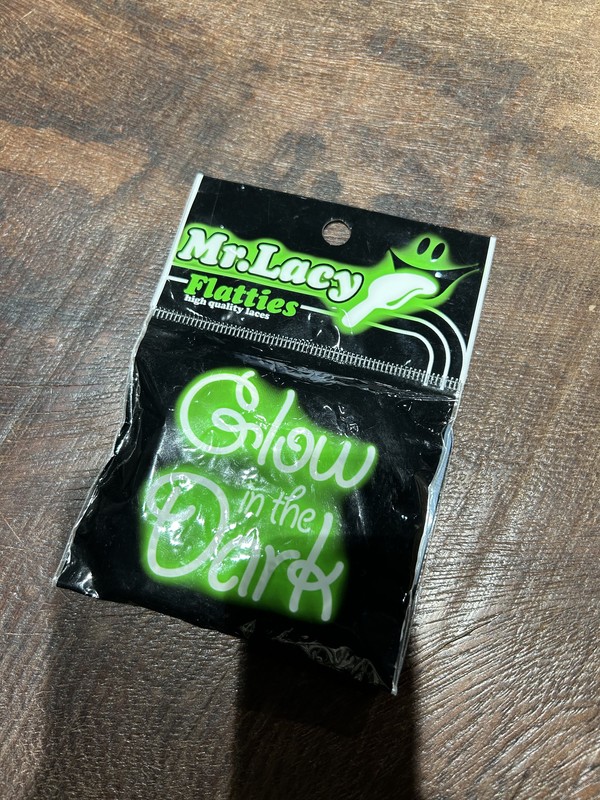 Mr.Lacy
Flatties
high quality laces
Glow
in the
Dark